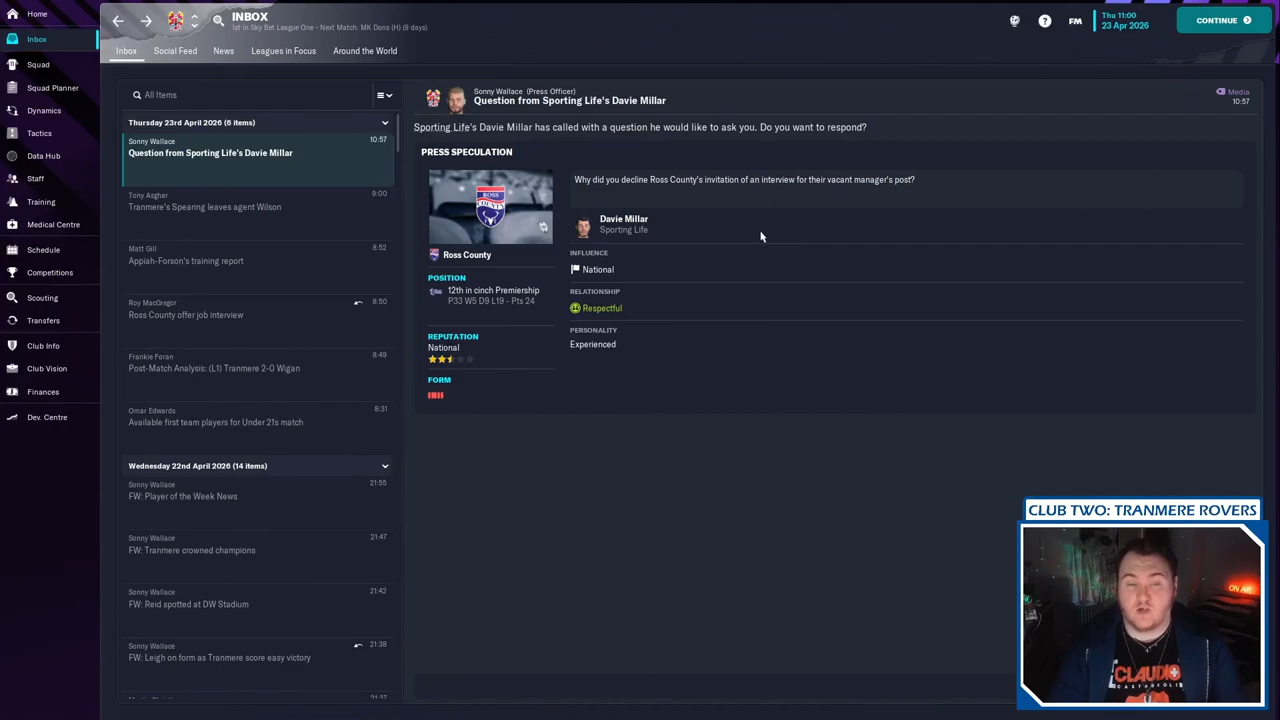 Home
Inbox
Squad
Squad Planner
Dynamics
Tactics
Data Hub
Staff
Training
Medical Centre
Schedule
Competitions
Scouting
Transfers
Club Info
Club Vision
Finances
Dev. Centre
INBOX
1st in Sky Bet League One - Next Match: MK Dons (H) (9 days)
FM
Thu 11:00
23 Apr 2026
CONTINUE
Inbox
Social Feed
News
Leagues in Focus
Around the World
All Items
Thursday 23rd April 2026 (6 items)
Sonny Wallace
10:57
Question from Sporting Life's Davie Millar
Tony Asghar
9:00
Tranmere's Spearing leaves agent Wilson
Matt Gill
8:52
Appiah-Forson's training report
Roy MacGregor
8:50
Ross County offer job interview
Frankie Foran
8:49
Post-Match Analysis: (L1) Tranmere 2-0 Wigan
Omar Edwards
8:31
Available first team players for Under 21s match
Wednesday 22nd April 2026 (14 items)
Sonny Wallace
21:55
FW: Player of the Week News
Sonny Wallace
21:47
FW: Tranmere crowned champions
Sonny Wallace
21:42
FW: Reid spotted at DW Stadium
Sonny Wallace
21:38
FW: Leigh on form as Tranmere score easy victory
21:37
Sonny Wallace (Press Officer)
Question from Sporting Life's Davie Millar
Media
10:57
Sporting Life's Davie Millar has called with a question he would like to ask you. Do you want to respond?
PRESS SPECULATION
ROSS
COUNTY
Ross County
POSITION
12th in cinch Premiership
P33 W5 D9 L19 - Pts 24
REPUTATION
National
FORM
Why did you decline Ross County's invitation of an interview for their vacant manager's post?
Davie Millar
Sporting Life
INFLUENCE
National
RELATIONSHIP
Respectful
PERSONALITY
Experienced
CLUB TWO: TRANMERE ROVERS
ON AIR
CLAUDIO